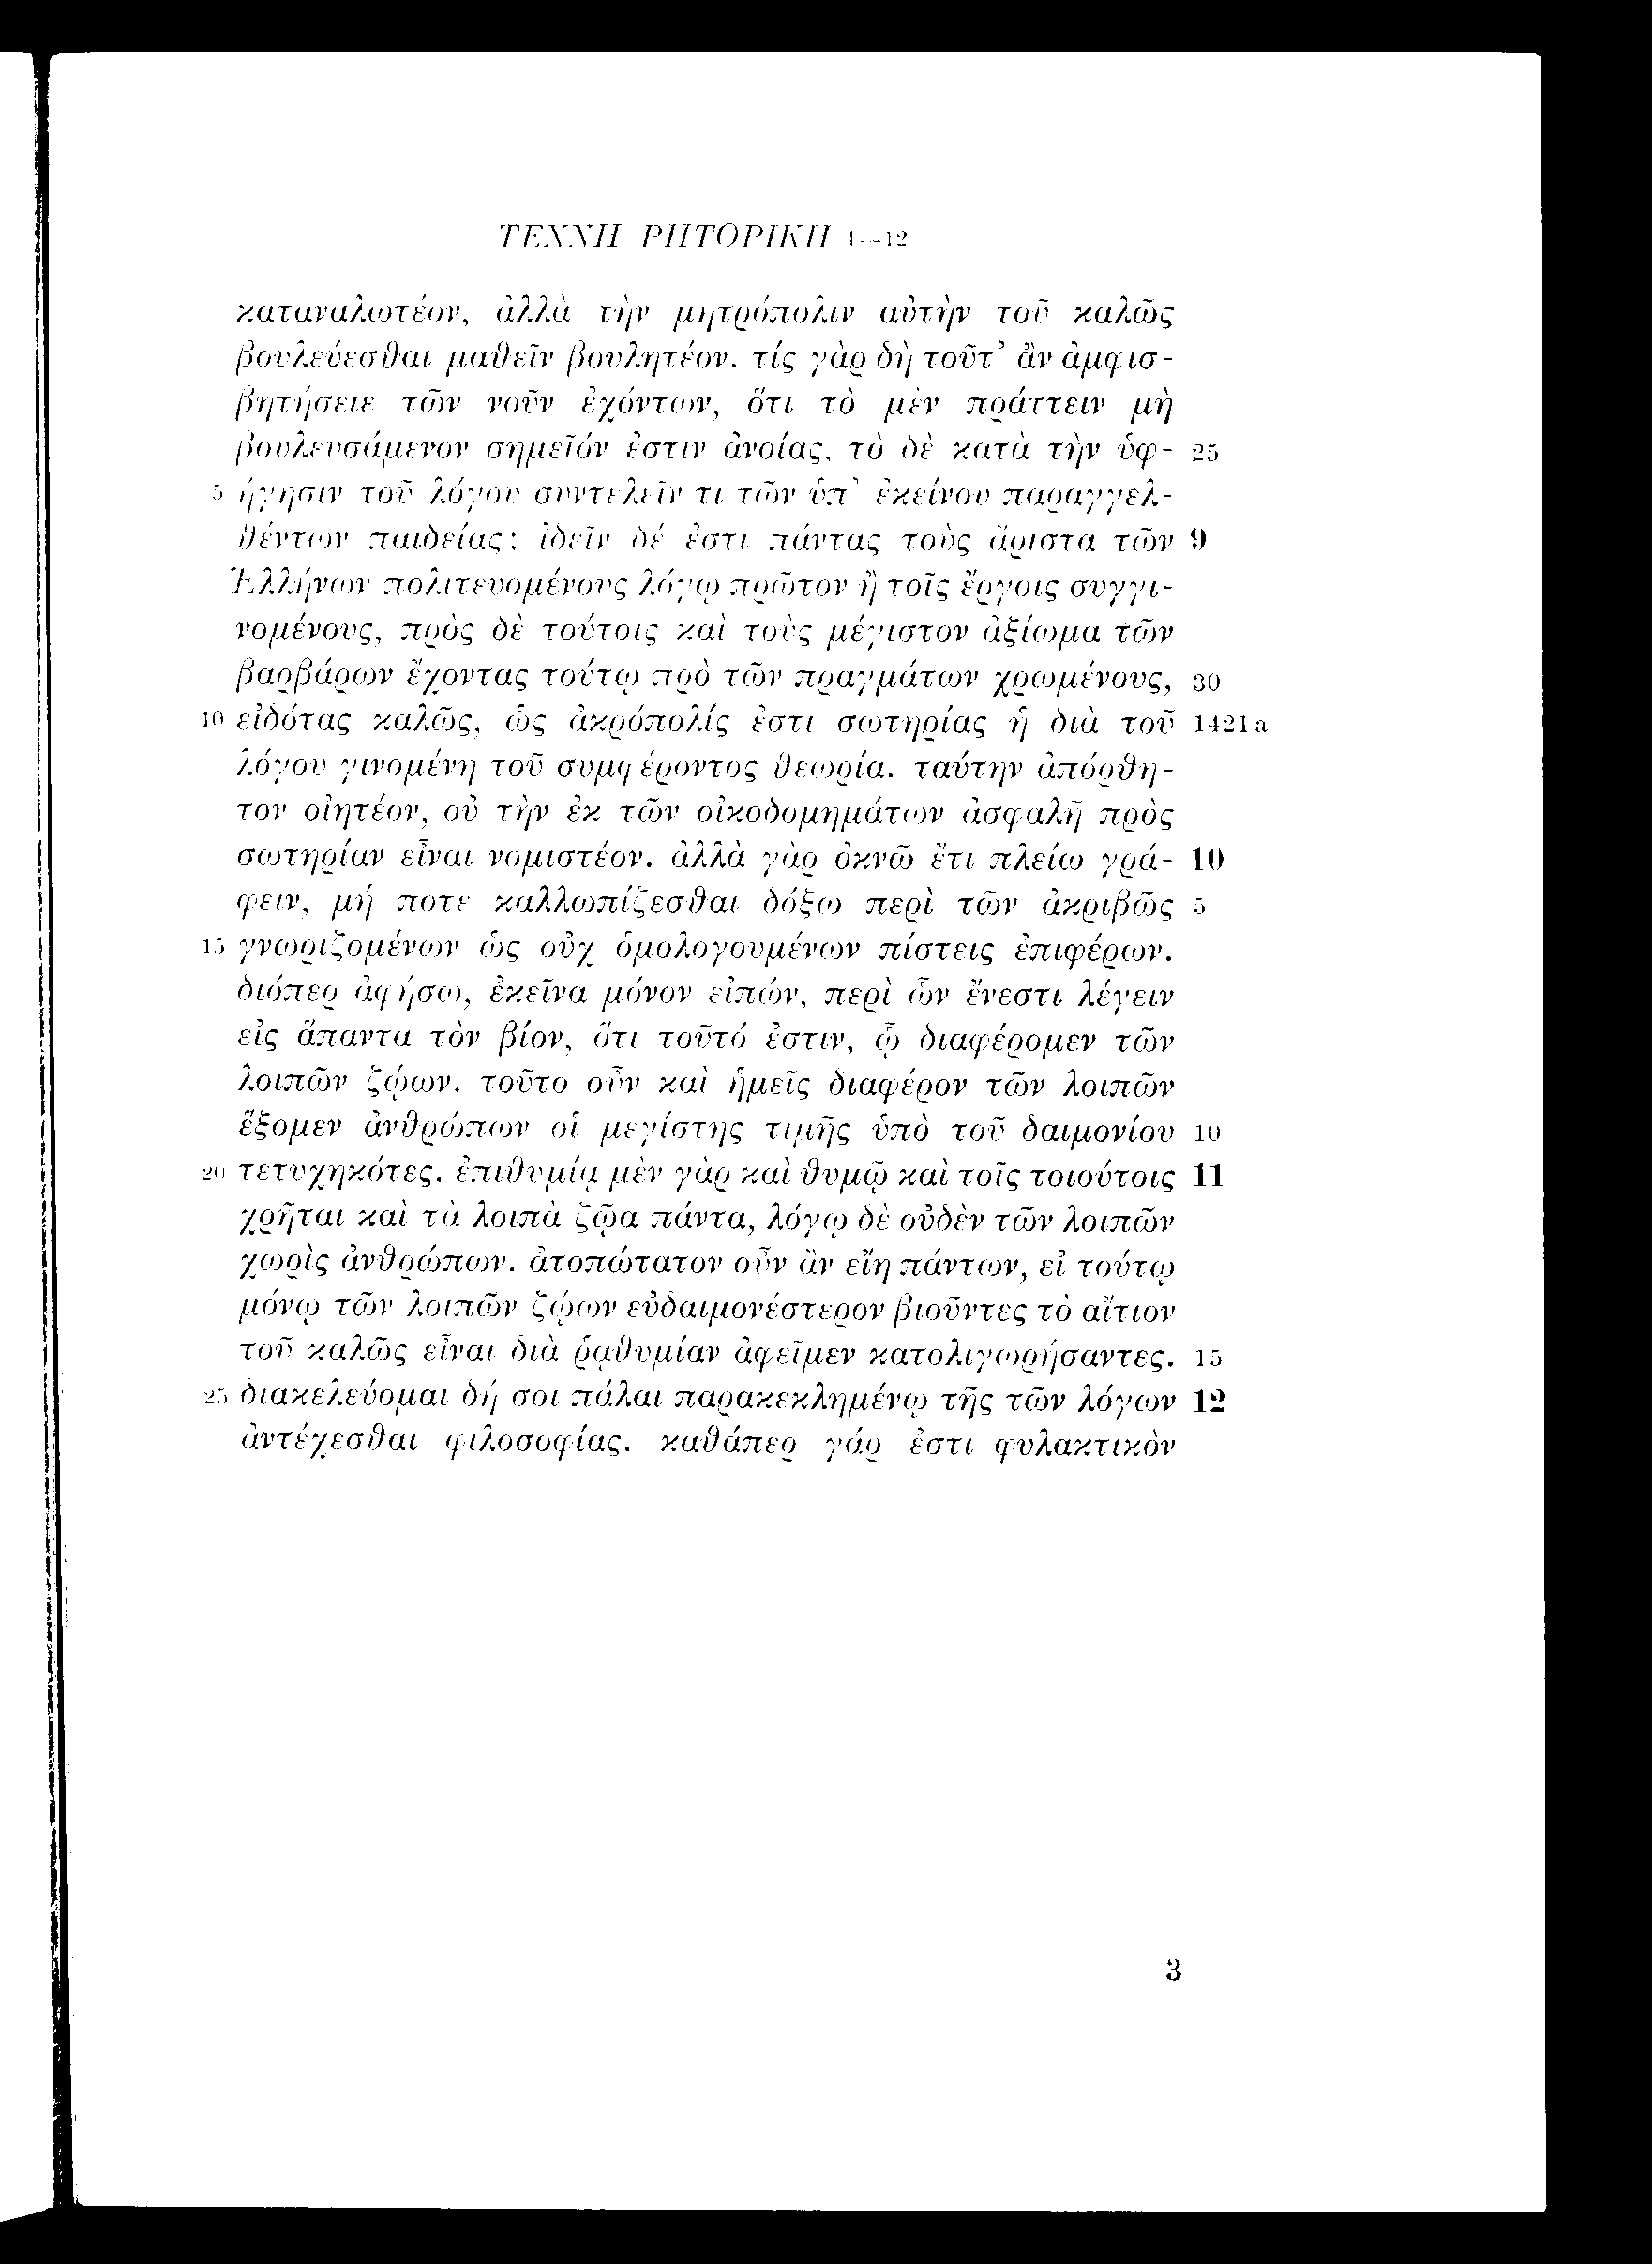 ΤΕΧΝΗ ΡΗΤΟΡΙΚΗ 1—12
καταναλωτέον, ἀλλὰ τὴν μητρόπολιν αὐτὴν τοῦ καλῶς
βουλεύεσθαι μαθεῖν βουλητέον. τίς γὰρ δὴ τοῦτ’ ἂν ἀμφισ-
βητήσειε τῶν νοῦν ἐχόντων, ὅτι τὸ μὲν πράττειν μὴ
βουλευσάμενον σημεῖόν ἐστιν ἀνοίας, τὸ δὲ κατὰ τὴν ὑφ- 25
5 ήγησιν τοῦ λόγου συντελεῖν τι τῶν ὑπ’ ἐκείνου παραγγελ-
θέντων παιδείας; ἰδεῖν δέ ἐστι πάντας τοὺς ἄριστα τῶν 9
Ἑλλήνων πολιτευομένους λόγῳ πρῶτον ἢ τοῖς ἔργοις συγγι-
νομένους, πρὸς δὲ τούτοις καὶ τοὺς μέγιστον ἀξίωμα τῶν
βαρβάρων ἔχοντας τούτῳ πρὸ τῶν πραγμάτων χρωμένους, 30
10 εἰδότας καλῶς, ὡς ἀκρόπολίς ἐστι σωτηρίας ἡ διὰ τοῦ 1421a
λόγου γινομένη τοῦ συμφέροντος θεωρία. ταύτην ἀπόρθη-
τον οἰητέον, οὐ τὴν ἐκ τῶν οἰκοδομημάτων ἀσφαλῆ πρὸς
σωτηρίαν εἶναι νομιστέον. ἀλλὰ γὰρ ὀκνῶ ἔτι πλείω γρά- 10
φειν, μή ποτε καλλωπίζεσθαι δόξω περὶ τῶν ἀκριβῶς 5
15 γνωριζομένων ὡς οὐχ ὁμολογουμένων πίστεις ἐπιφέρων.
διόπερ ἀφήσω, ἐκεῖνα μόνον εἰπών, περὶ ὧν ἔνεστι λέγειν
εἰς ἅπαντα τὸν βίον, ὅτι τοῦτό ἐστιν, ᾧ διαφέρομεν τῶν
λοιπῶν ζῴων. τοῦτο οὖν καὶ ἡμεῖς διαφέρον τῶν λοιπῶν
ἕξομεν ἀνθρώπων οἱ μεγίστης τιμῆς ὑπὸ τοῦ δαιμονίου 10
20 τετυχηκότες. ἐπιθυμίᾳ μὲν γὰρ καὶ θυμῷ καὶ τοῖς τοιούτοις 11
χρῆται καὶ τὰ λοιπὰ ζῷα πάντα, λόγῳ δὲ οὐδὲν τῶν λοιπῶν
χωρὶς ἀνθρώπων. ἀτοπώτατον οὖν ἂν εἴη πάντων, εἰ τούτῳ
μόνῳ τῶν λοιπῶν ζῴων εὐδαιμονέστερον βιοῦντες τὸ αἴτιον
τοῦ καλῶς εἶναι διὰ ῥᾳθυμίαν ἀφεῖμεν κατολιγωρήσαντες. 15
25 διακελεύομαι δή σοι πάλαι παρακεκλημένῳ τῆς τῶν λόγων 12
ἀντέχεσθαι φιλοσοφίας. καθάπερ γάρ ἐστι φυλακτικὸν
3